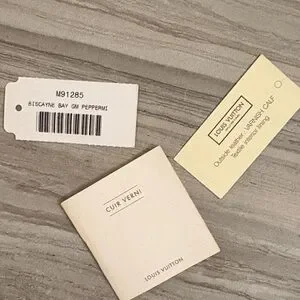 M91285
BISCAYNE BAY GM PEPPERMI
LOUIS VUITTON
Outside leather : VARNISH CALF
Textile interior lining
CUIR VERNI
LOUIS VUITTON